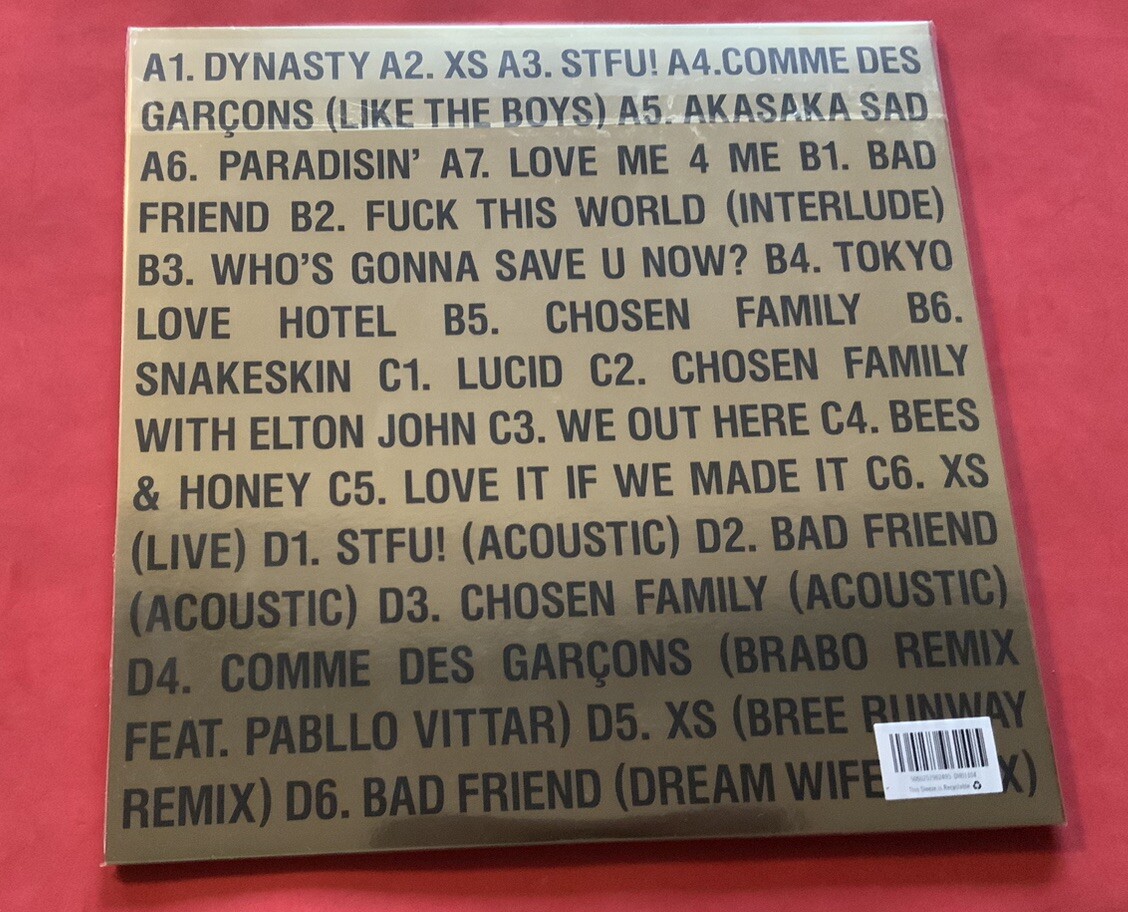 A1. DYNASTY A2. XS A3. STFU! A4.COMME DES
GARÇONS (LIKE THE BOYS) A5. AKASAKA SAD
A6. PARADISIN’ A7. LOVE ME 4 ME B1. BAD
FRIEND B2. FUCK THIS WORLD (INTERLUDE)
B3. WHO’S GONNA SAVE U NOW? B4. TOKYO
LOVE HOTEL B5. CHOSEN FAMILY B6.
SNAKESKIN C1. LUCID C2. CHOSEN FAMILY
WITH ELTON JOHN C3. WE OUT HERE C4. BEES
& HONEY C5. LOVE IT IF WE MADE IT C6. XS
(LIVE) D1. STFU! (ACOUSTIC) D2. BAD FRIEND
(ACOUSTIC) D3. CHOSEN FAMILY (ACOUSTIC)
D4. COMME DES GARÇONS (BRABO REMIX
FEAT. PABLLO VITTAR) D5. XS (BREE RUNWAY
REMIX) D6. BAD FRIEND (DREAM WIFE X)
This Sleeve is Recyclable